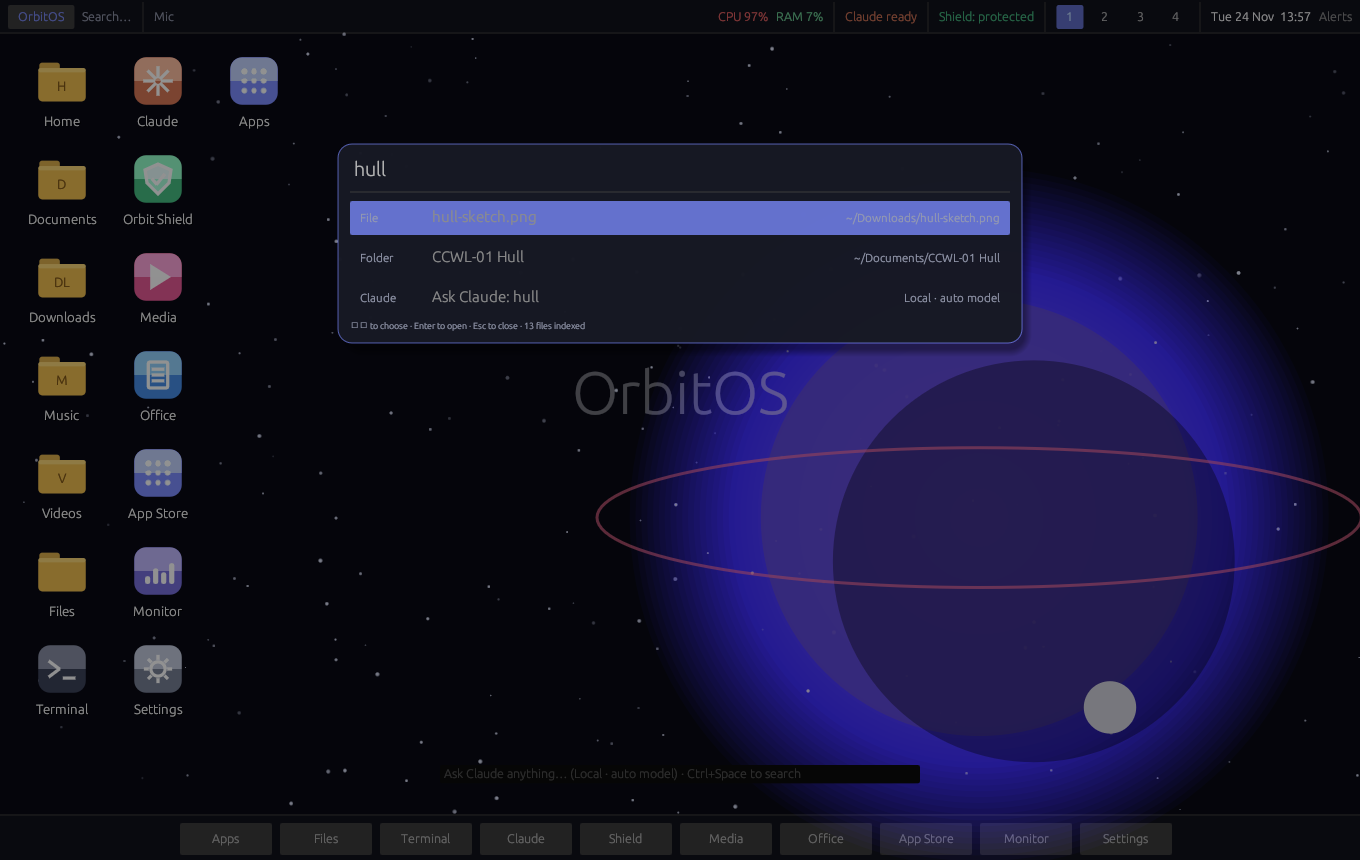 OrbitOS Search... Mic CPU 97% RAM 7% Claude ready Shield: protected 1 2 3 4 Tue 24 Nov 13:57 Alerts
H
Home Claude Apps
hull
File hull-sketch.png ~/Downloads/hull-sketch.png
Folder CCWL-01 Hull ~/Documents/CCWL-01 Hull
Claude Ask Claude: hull Local · auto model
to choose · Enter to open · Esc to close · 13 files indexed
D
Documents Orbit Shield
DL
Downloads Media
OrbitOS
M
Music Office
V
Videos App Store
Files Monitor
Terminal Settings
Ask Claude anything... (Local · auto model) · Ctrl+Space to search
Apps Files Terminal Claude Shield Media Office App Store Monitor Settings